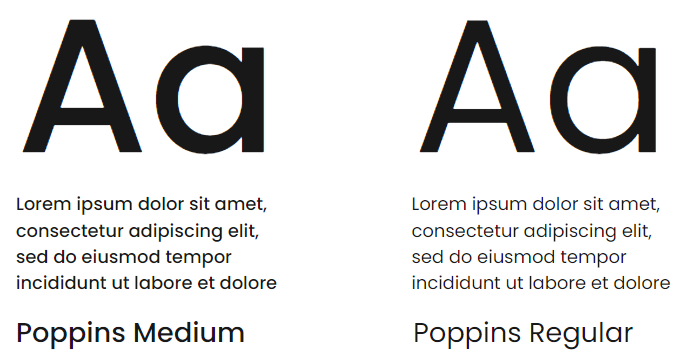 Aa
Lorem ipsum dolor sit amet,
consectetur adipiscing elit,
sed do eiusmod tempor
incididunt ut labore et dolore
Poppins Medium
Aa
Lorem ipsum dolor sit amet,
consectetur adipiscing elit,
sed do eiusmod tempor
incididunt ut labore et dolore
Poppins Regular